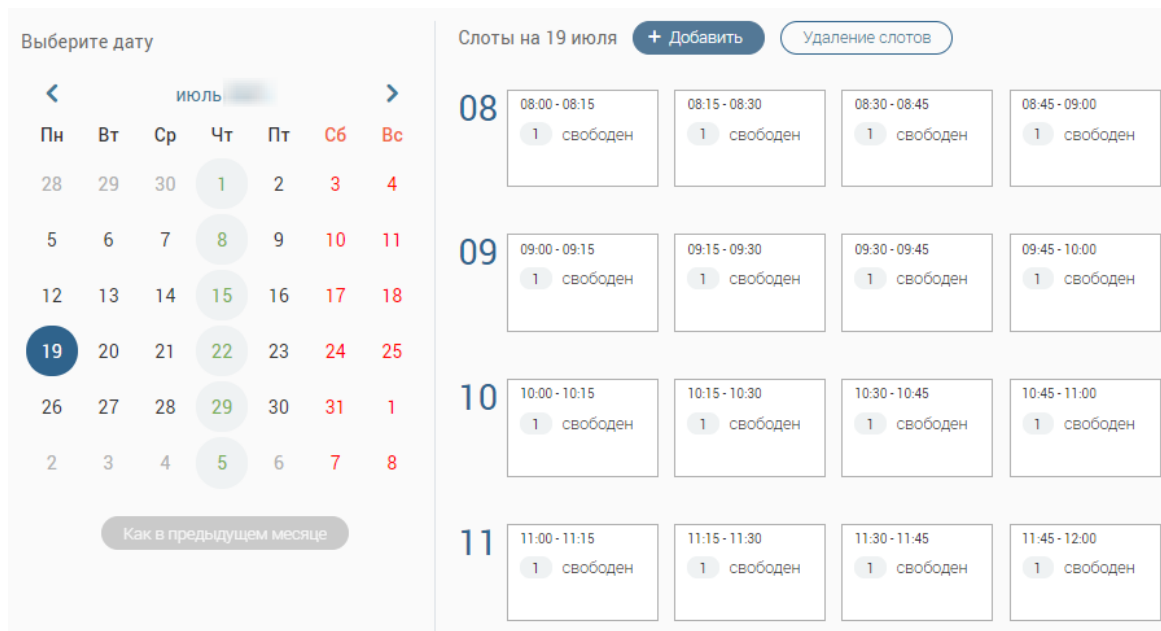 Выберите дату
июль
Пн Вт Ср Чт Пт Сб Вс
28 29 30 1 2 3 4
5 6 7 8 9 10 11
12 13 14 15 16 17 18
19 20 21 22 23 24 25
26 27 28 29 30 31 1
2 3 4 5 6 7 8
Как в предыдущем месяце
Слоты на 19 июля + Добавить Удаление слотов
08
08:00 - 08:15 08:15 - 08:30 08:30 - 08:45 08:45 - 09:00
1 свободен 1 свободен 1 свободен 1 свободен
09
09:00 - 09:15 09:15 - 09:30 09:30 - 09:45 09:45 - 10:00
1 свободен 1 свободен 1 свободен 1 свободен
10
10:00 - 10:15 10:15 - 10:30 10:30 - 10:45 10:45 - 11:00
1 свободен 1 свободен 1 свободен 1 свободен
11
11:00 - 11:15 11:15 - 11:30 11:30 - 11:45 11:45 - 12:00
1 свободен 1 свободен 1 свободен 1 свободен